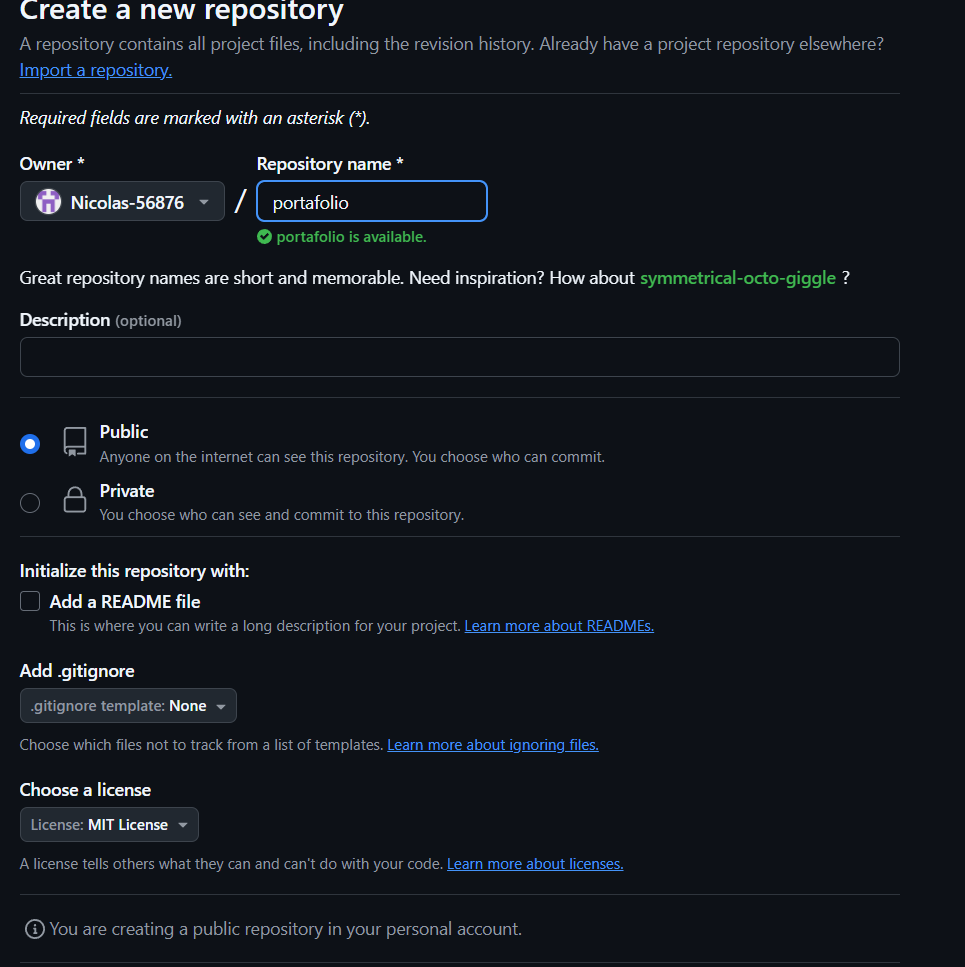 Create a new repository
A repository contains all project files, including the revision history. Already have a project repository elsewhere?
Import a repository.
Required fields are marked with an asterisk (*).
Owner * Repository name *
Nicolas-56876 / portafolio
portafolio is available.
Great repository names are short and memorable. Need inspiration? How about symmetrical-octo-giggle ?
Description (optional)
Public
Anyone on the internet can see this repository. You choose who can commit.
Private
You choose who can see and commit to this repository.
Initialize this repository with:
Add a README file
This is where you can write a long description for your project. Learn more about READMEs.
Add .gitignore
.gitignore template: None
Choose which files not to track from a list of templates. Learn more about ignoring files.
Choose a license
License: MIT License
A license tells others what they can and can't do with your code. Learn more about licenses.
You are creating a public repository in your personal account.